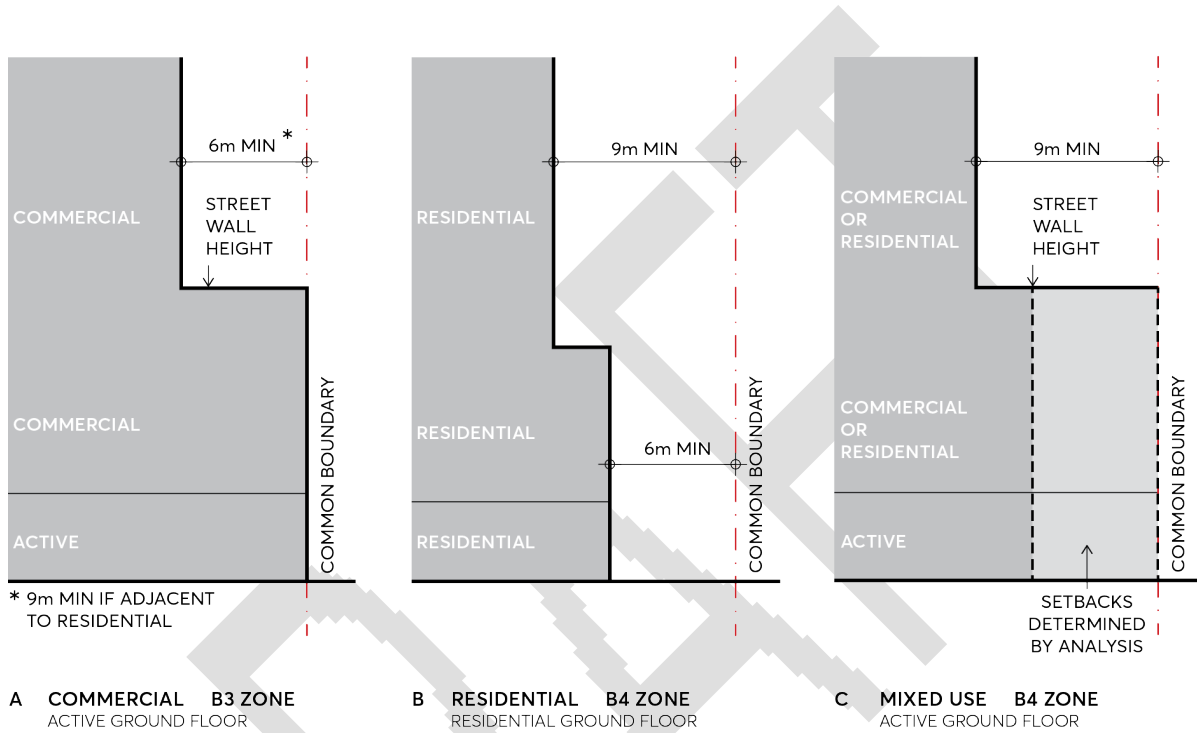 6m MIN *
STREET
WALL
HEIGHT
COMMERCIAL
COMMERCIAL
ACTIVE
COMMON BOUNDARY
* 9m MIN IF ADJACENT
TO RESIDENTIAL
A COMMERCIAL B3 ZONE
ACTIVE GROUND FLOOR
9m MIN
RESIDENTIAL
RESIDENTIAL
6m MIN
RESIDENTIAL
COMMON BOUNDARY
B RESIDENTIAL B4 ZONE
RESIDENTIAL GROUND FLOOR
9m MIN
COMMERCIAL
OR
RESIDENTIAL
STREET
WALL
HEIGHT
COMMERCIAL
OR
RESIDENTIAL
ACTIVE
COMMON BOUNDARY
SETBACKS
DETERMINED
BY ANALYSIS
C MIXED USE B4 ZONE
ACTIVE GROUND FLOOR
DRAFT